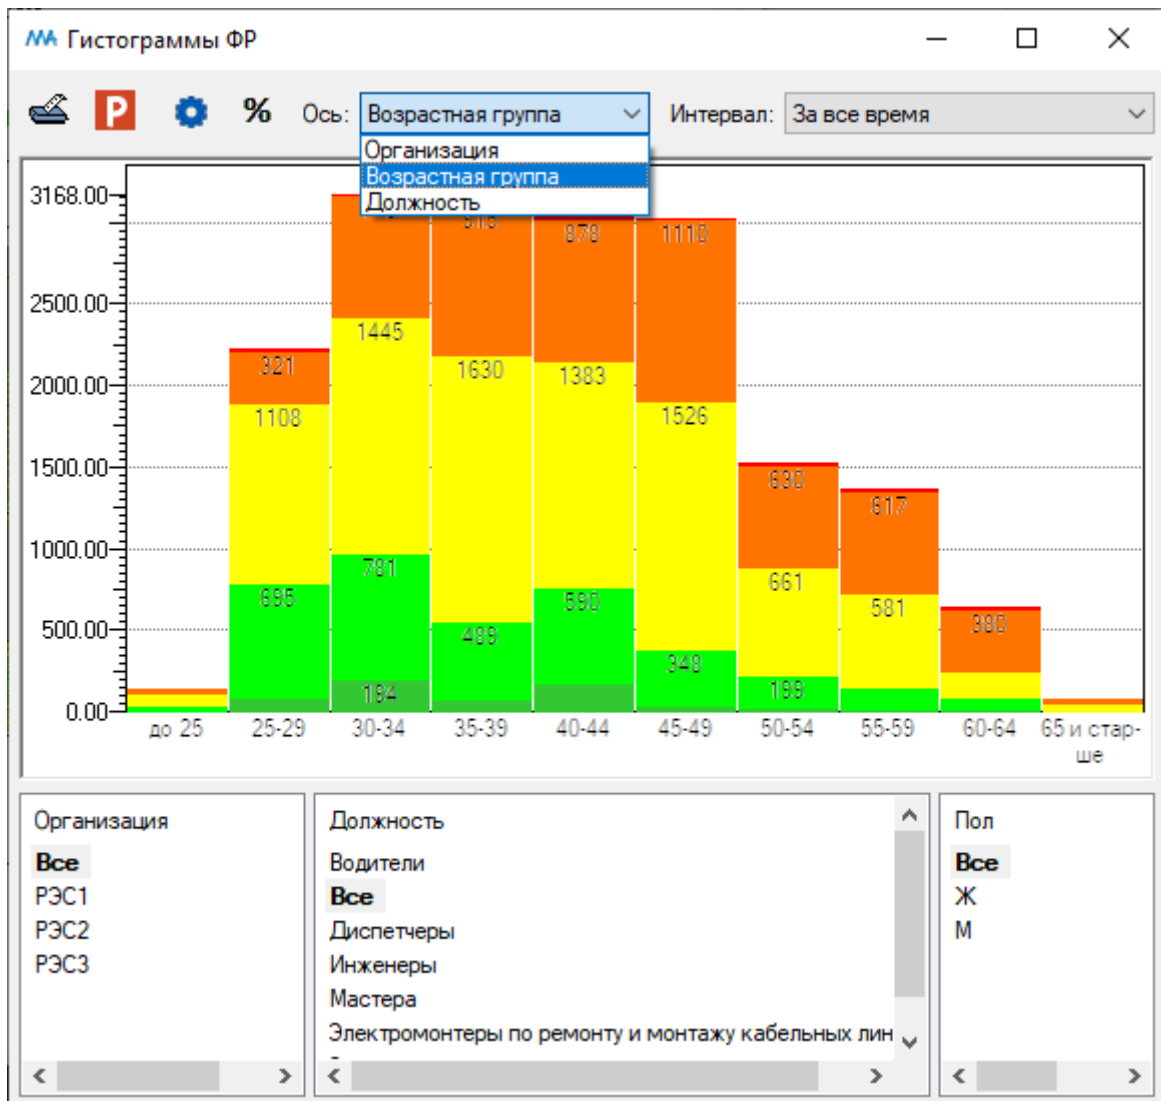 Гистограммы ФР
% Ось: Возрастная группа Интервал: За все время
Организация
Возрастная группа
Должность
3168.00
2500.00
2000.00
1500.00
1000.00
500.00
0.00
878 1110
321 1445 1630 1383
1108 1526
630 617
695 781 489 590 661 581
194 348 199 380
до 25 25-29 30-34 35-39 40-44 45-49 50-54 55-59 60-64 65 и стар-
ше
Организация
Все
РЭС1
РЭС2
РЭС3
Должность
Водители
Все
Диспетчеры
Инженеры
Мастера
Электромонтеры по ремонту и монтажу кабельных лин
Пол
Все
Ж
М